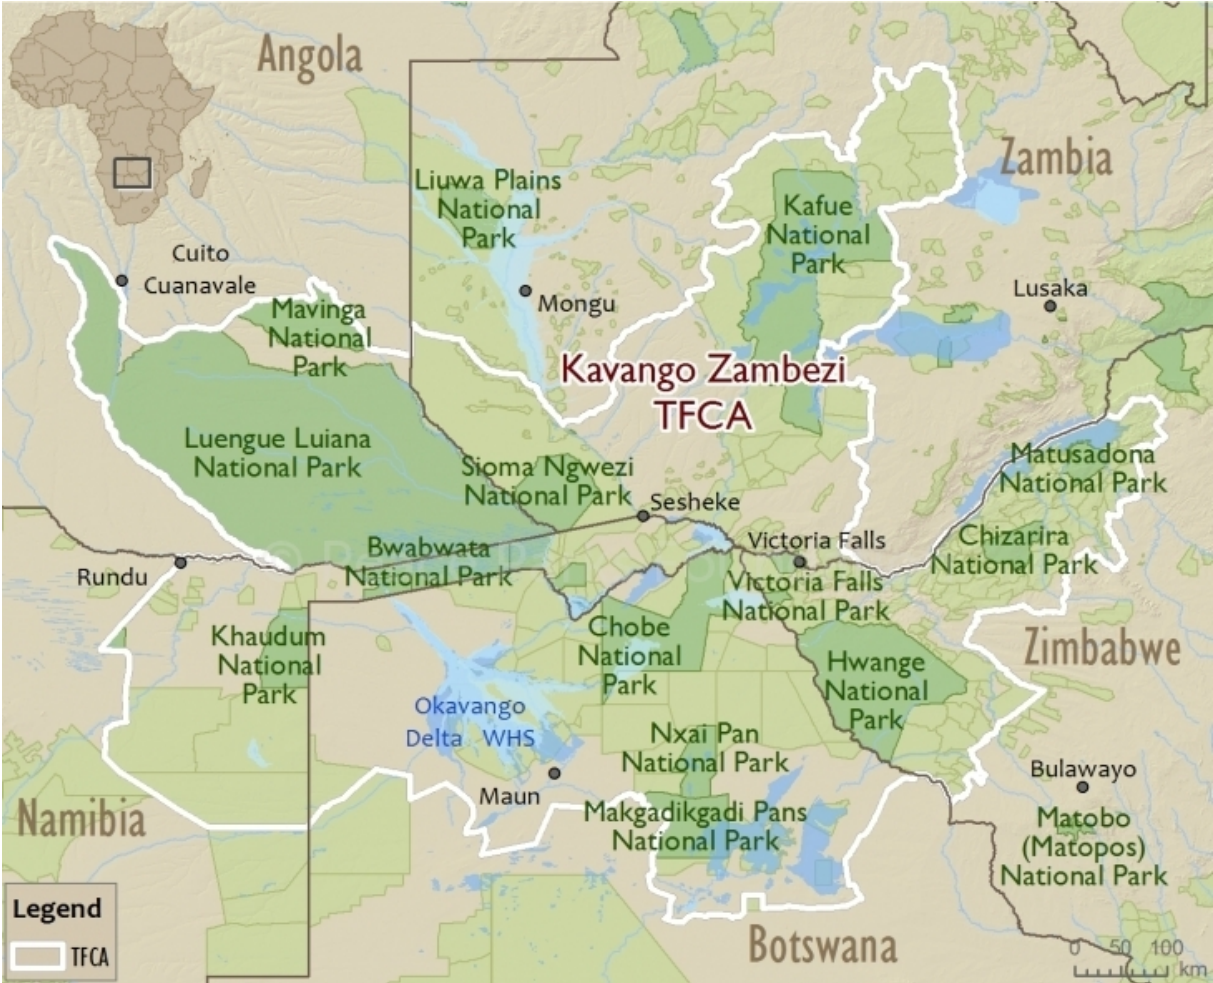 Angola
Zambia
Liuwa Plains
National
Park
Kafue
National
Park
Cuito
Cuanavale
Mongu
Lusaka
Mavinga
National
Park
Kavango Zambezi
TFCA
Luengue Luiana
National Park
Sioma Ngwezi
National Park
Matusadona
National Park
Sesheke
Victoria Falls
Chizarira
National Park
Bwabwata
National Park
Rundu
Victoria Falls
National Park
Khaudum
National
Park
Chobe
National
Park
Zimbabwe
Hwange
National
Park
Okavango
Delta WHS
Nxai Pan
National Park
Maun
Bulawayo
Makgadikgadi Pans
National Park
Namibia
Matobo
(Matopos)
National Park
Legend
TFCA
Botswana
0 50 100
km